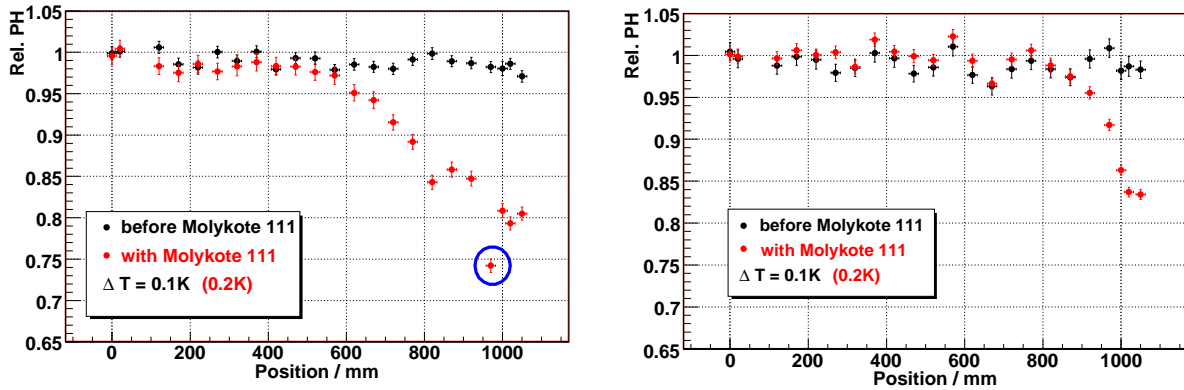 Rel. PH
1.05
1
0.95
0.9
0.85
0.8
0.75
0.7
0.65
before Molykote 111
with Molykote 111
Δ T = 0.1K (0.2K)
0 200 400 600 800 1000
Position / mm
Rel. PH
1.05
1
0.95
0.9
0.85
0.8
0.75
0.7
0.65
before Molykote 111
with Molykote 111
Δ T = 0.1K (0.2K)
0 200 400 600 800 1000
Position / mm